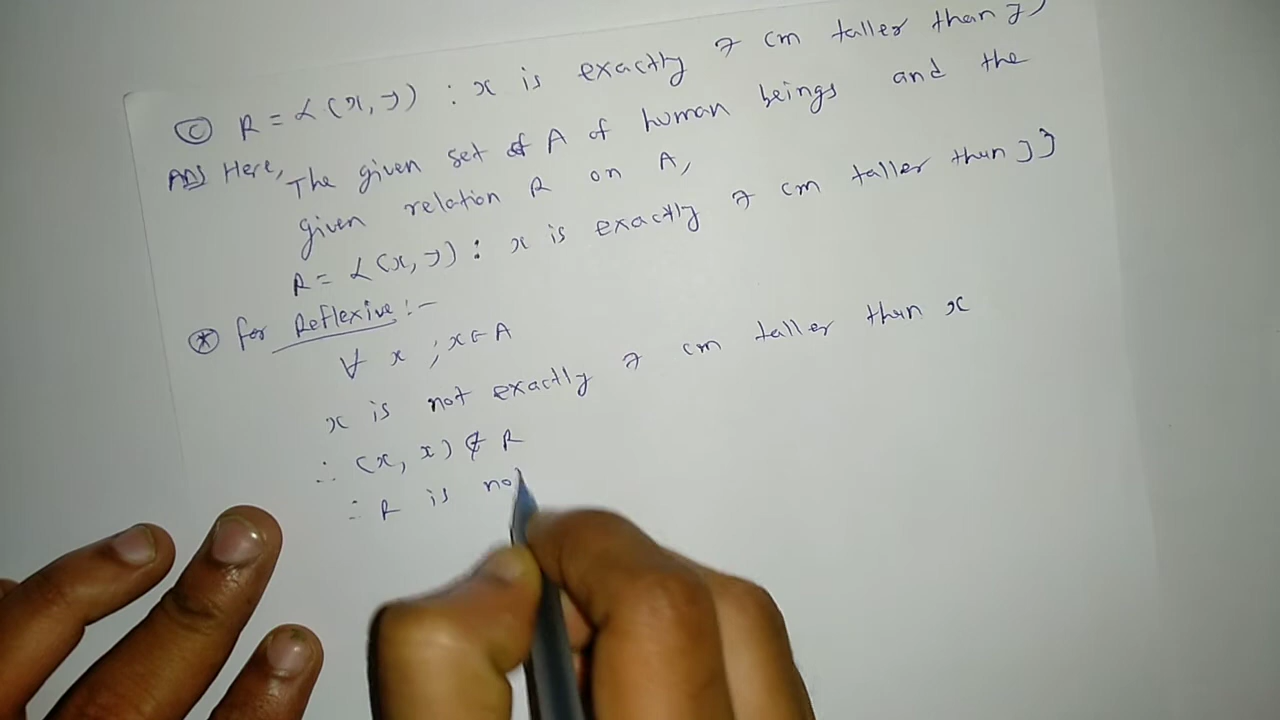 (c) R = {(x, y) : x is exactly 7 cm taller than y}
Ans Here, The given set A of human beings and the
given relation R on A,
R = {(x, y) : x is exactly 7 cm taller than y}
* for Reflexive :-
∀ x ; x ∈ A
x is not exactly 7 cm taller than x
∴ (x, x) ∉ R
∴ R is no